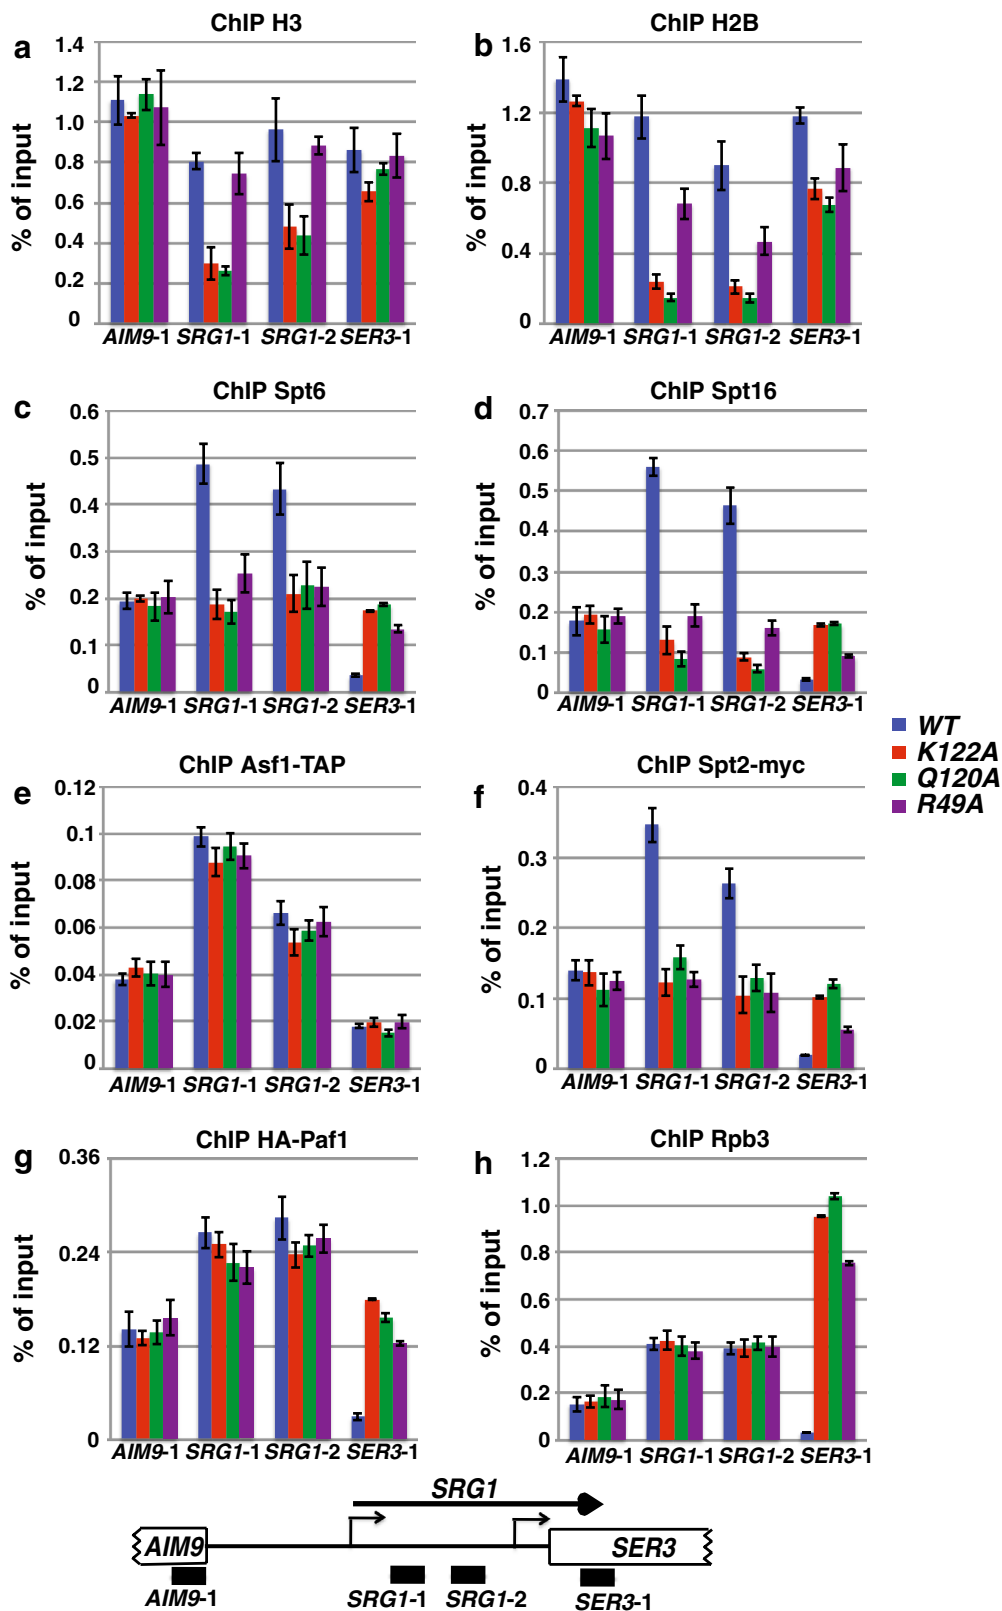 a
ChIP H3
% of input
1.4
1.2
1.0
0.8
0.6
0.4
0.2
0
AIM9-1 SRG1-1 SRG1-2 SER3-1
b
ChIP H2B
% of input
1.6
1.2
0.8
0.4
0
AIM9-1 SRG1-1 SRG1-2 SER3-1
c
ChIP Spt6
% of input
0.6
0.5
0.4
0.3
0.2
0.1
0
AIM9-1 SRG1-1 SRG1-2 SER3-1
d
ChIP Spt16
% of input
0.7
0.6
0.5
0.4
0.3
0.2
0.1
0
AIM9-1 SRG1-1 SRG1-2 SER3-1
WT
K122A
Q120A
R49A
e
ChIP Asf1-TAP
% of input
0.12
0.1
0.08
0.06
0.04
0.02
0
AIM9-1 SRG1-1 SRG1-2 SER3-1
f
ChIP Spt2-myc
% of input
0.4
0.3
0.2
0.1
0
AIM9-1 SRG1-1 SRG1-2 SER3-1
g
ChIP HA-Paf1
% of input
0.36
0.24
0.12
0
AIM9-1 SRG1-1 SRG1-2 SER3-1
h
ChIP Rpb3
% of input
1.2
1.0
0.8
0.6
0.4
0.2
0
AIM9-1 SRG1-1 SRG1-2 SER3-1
SRG1
AIM9
SER3
AIM9-1 SRG1-1 SRG1-2 SER3-1